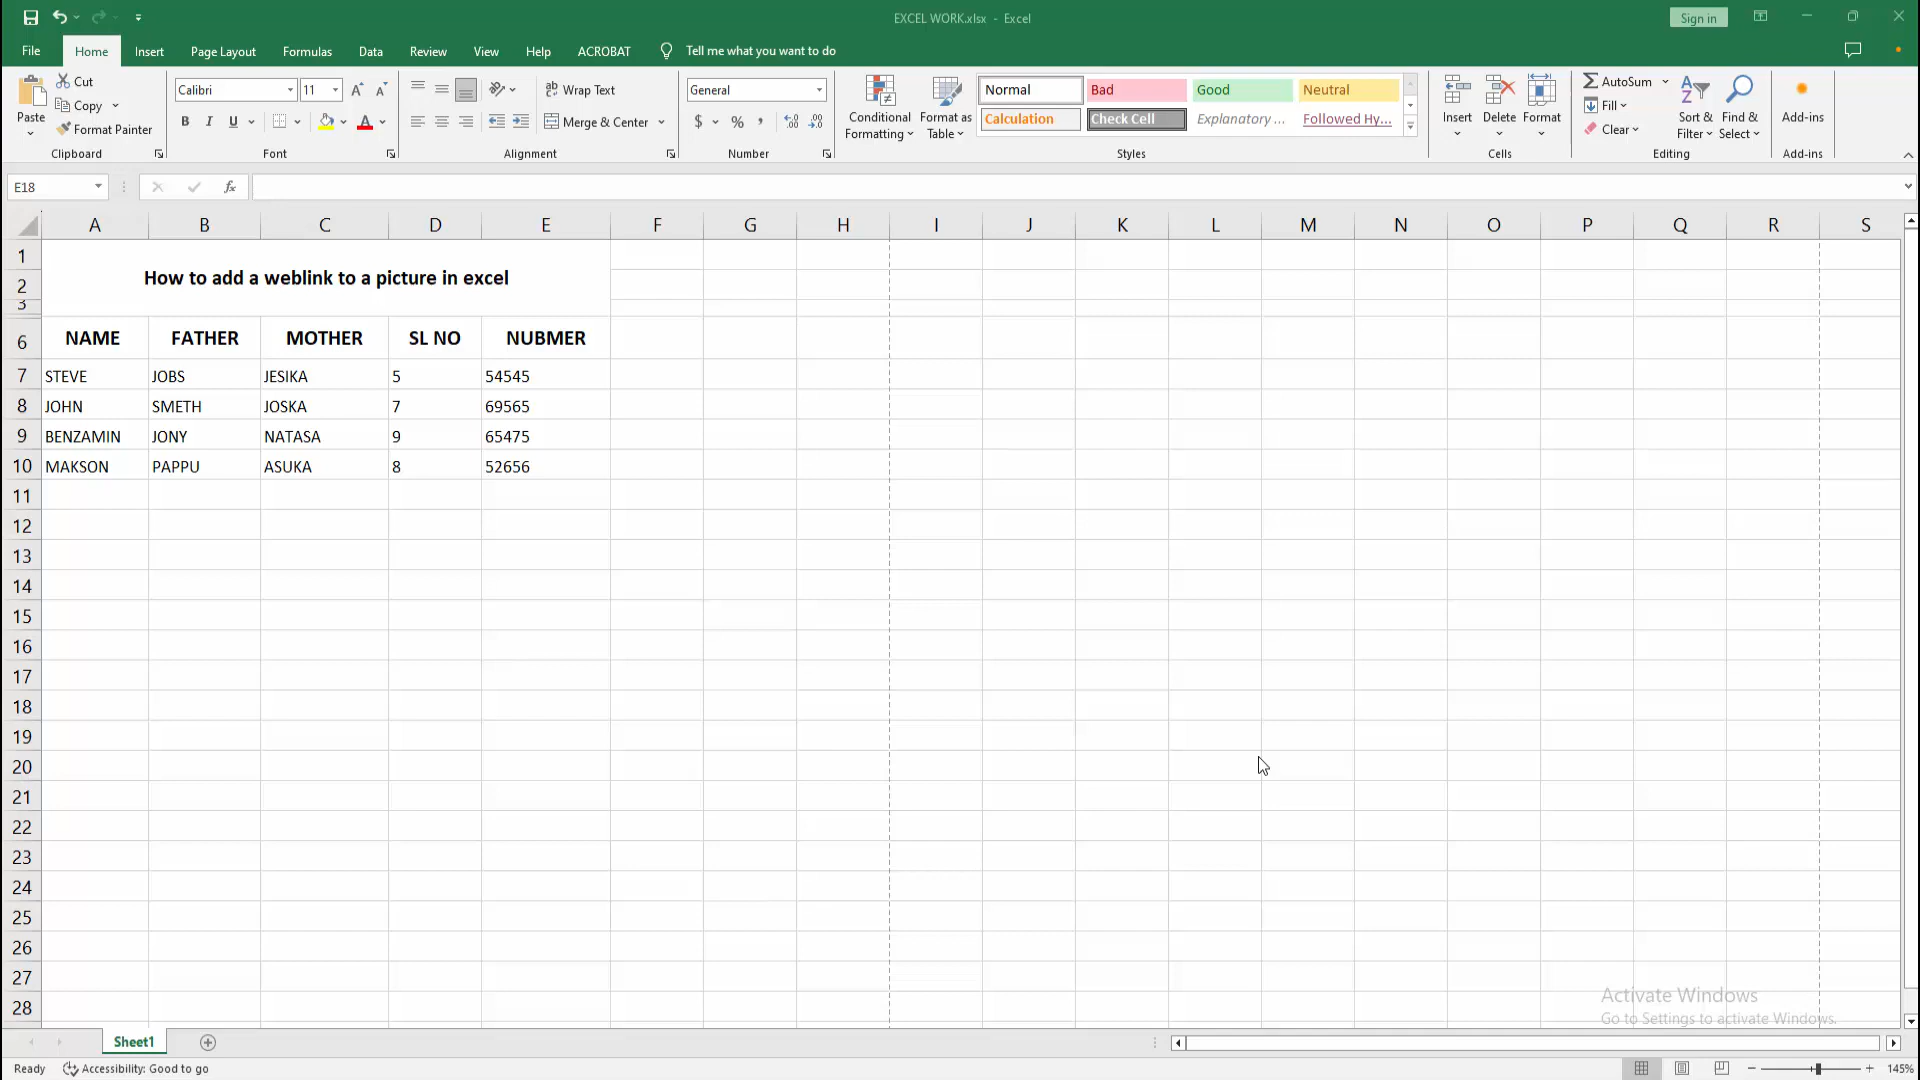 EXCEL WORK.xlsx - Excel
Sign in
File Home Insert Page Layout Formulas Data Review View Help ACROBAT Tell me what you want to do
Paste
Cut
Copy
Format Painter
Clipboard
Calibri 11
B I U
Font
Wrap Text
Merge & Center
Alignment
General
$ % ,
Number
Conditional Formatting
Format as Table
Normal Bad Good Neutral
Calculation Check Cell Explanatory ... Followed Hy...
Styles
Insert Delete Format
Cells
AutoSum
Fill
Clear
Sort & Filter
Find & Select
Editing
Add-ins
Add-ins
E18 fx
A B C D E F G H I J K L M N O P Q R S
1
2 How to add a weblink to a picture in excel
3
6 NAME FATHER MOTHER SL NO NUBMER
7 STEVE JOBS JESIKA 5 54545
8 JOHN SMETH JOSKA 7 69565
9 BENZAMIN JONY NATASA 9 65475
10 MAKSON PAPPU ASUKA 8 52656
11
12
13
14
15
16
17
18
19
20
21
22
23
24
25
26
27
28
Activate Windows
Go to Settings to activate Windows.
Sheet1
Ready Accessibility: Good to go 145%